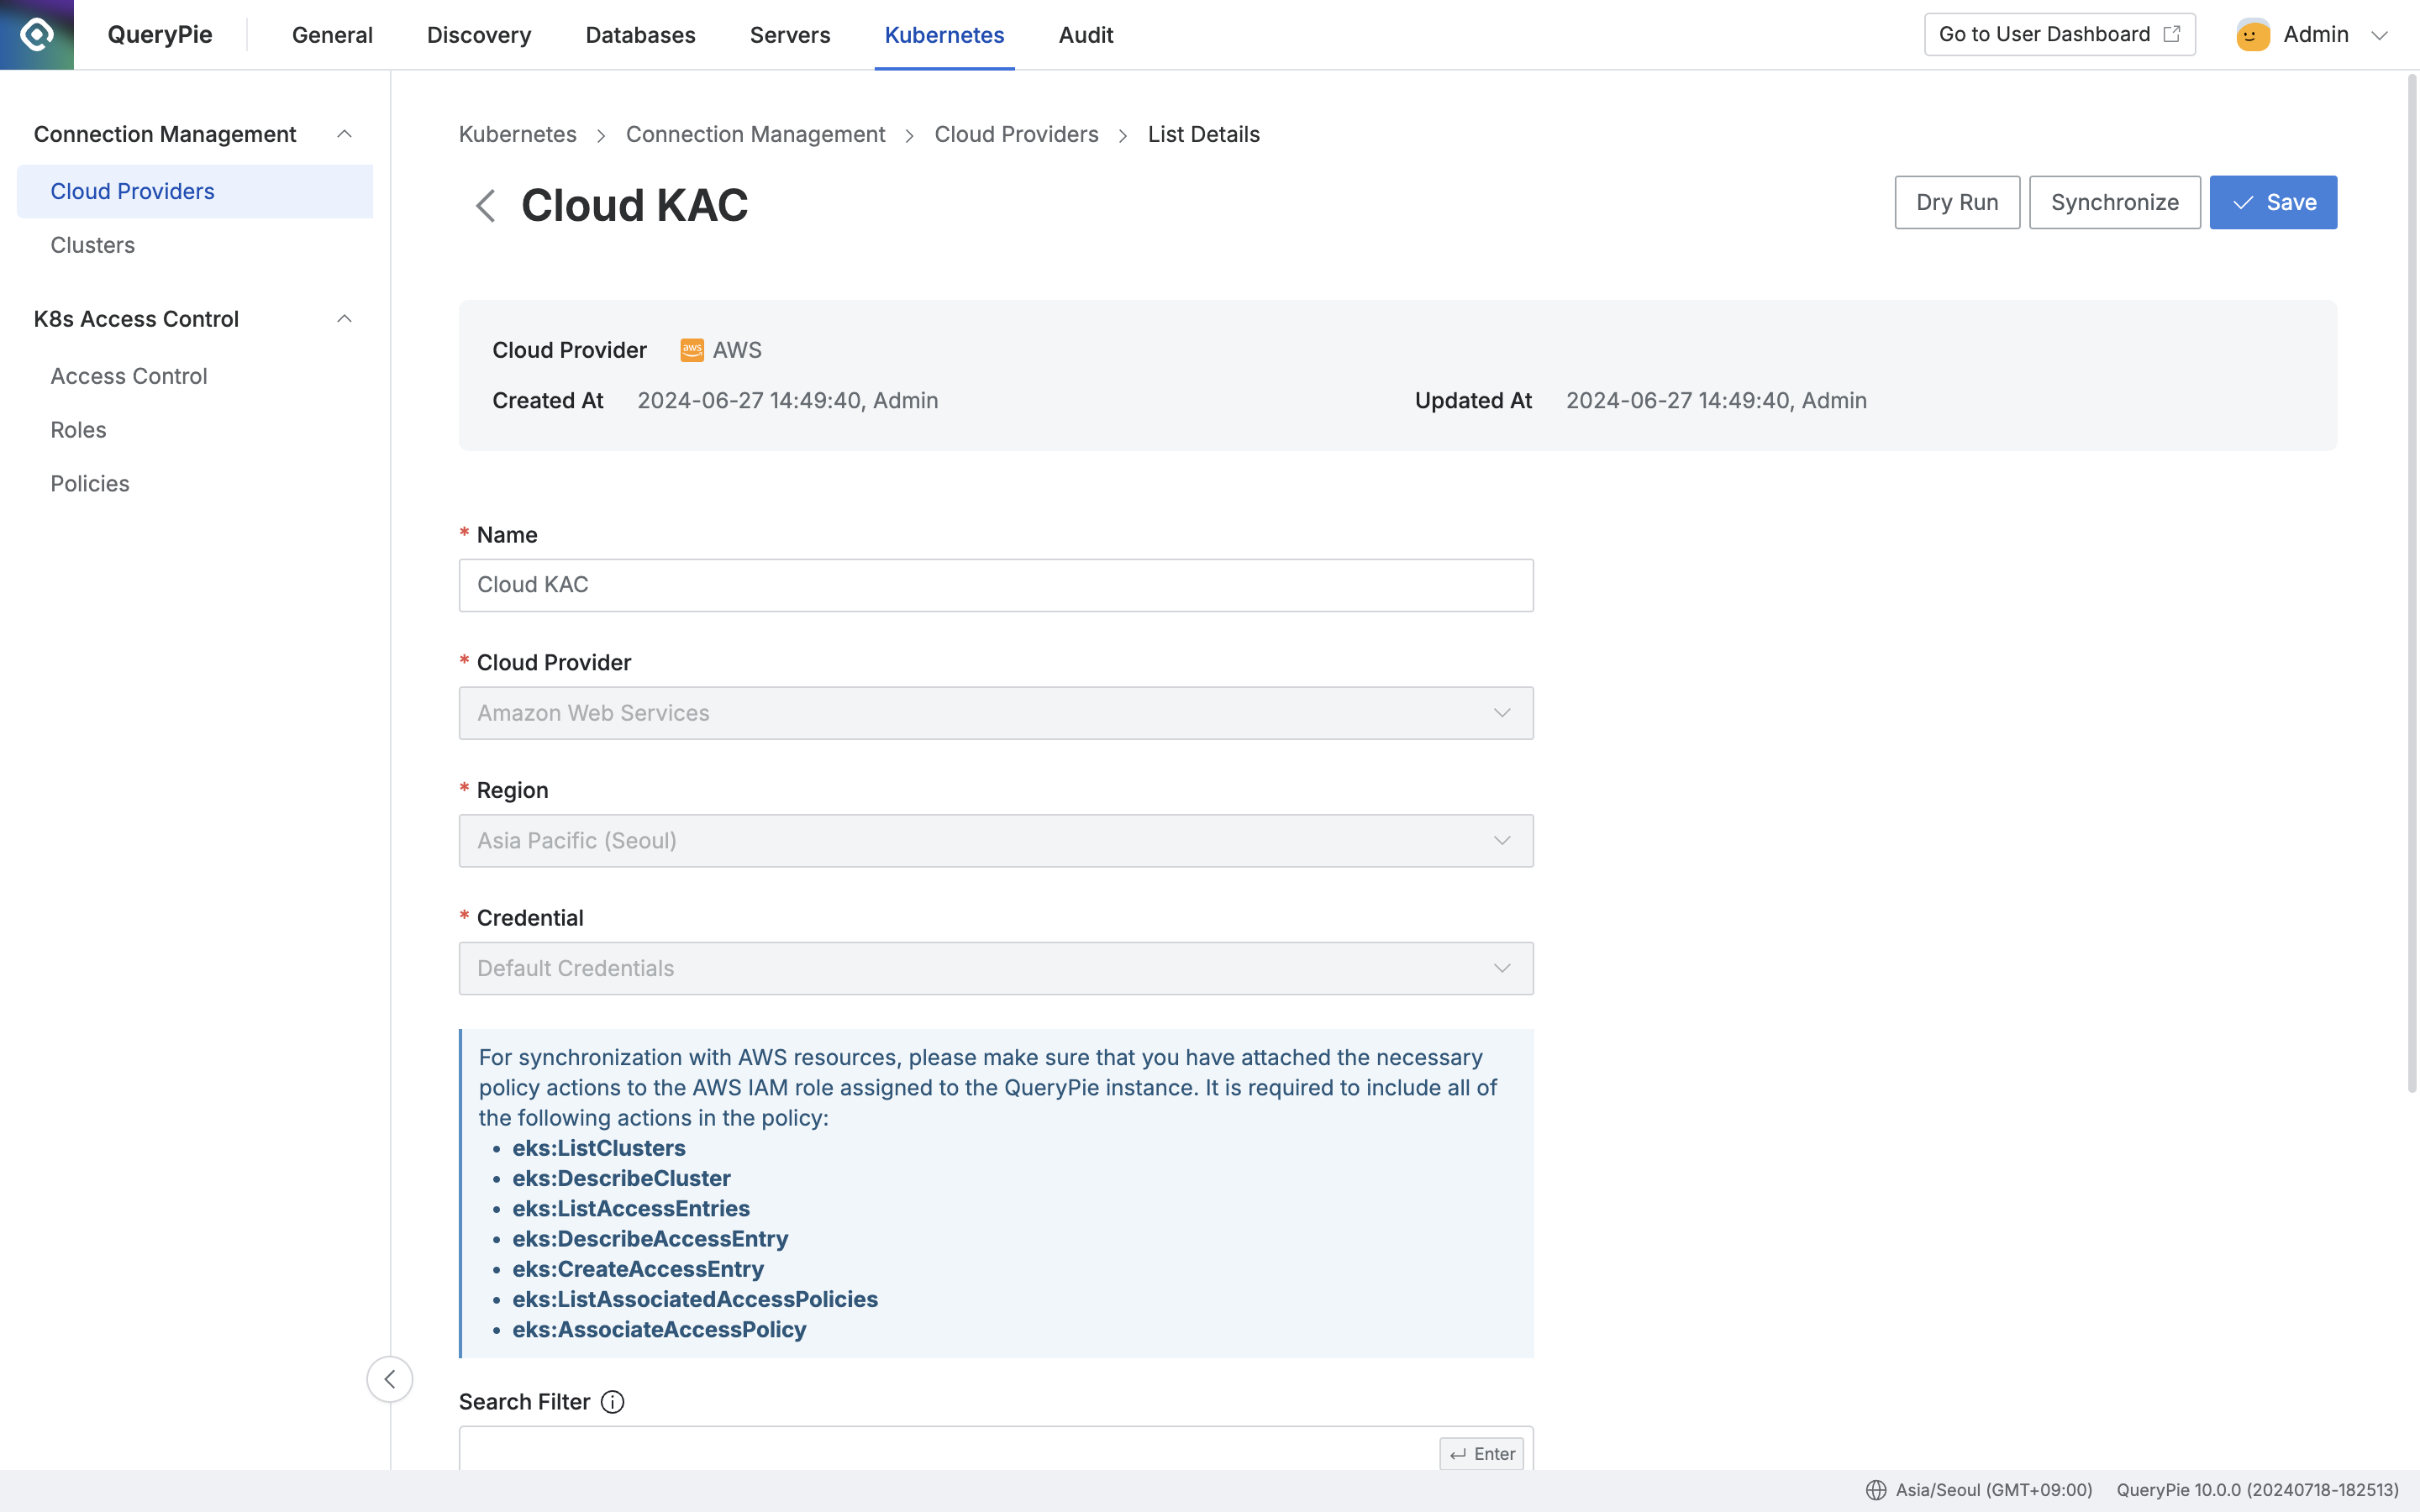 QueryPie
General
Discovery
Databases
Servers
Kubernetes
Audit
Go to User Dashboard
Admin
Connection Management
Cloud Providers
Clusters
K8s Access Control
Access Control
Roles
Policies
Kubernetes > Connection Management > Cloud Providers > List Details
Cloud KAC
Dry Run
Synchronize
Save
Cloud Provider aws AWS
Created At 2024-06-27 14:49:40, Admin
Updated At 2024-06-27 14:49:40, Admin
* Name
Cloud KAC
* Cloud Provider
Amazon Web Services
* Region
Asia Pacific (Seoul)
* Credential
Default Credentials
For synchronization with AWS resources, please make sure that you have attached the necessary
policy actions to the AWS IAM role assigned to the QueryPie instance. It is required to include all of
the following actions in the policy:
• eks:ListClusters
• eks:DescribeCluster
• eks:ListAccessEntries
• eks:DescribeAccessEntry
• eks:CreateAccessEntry
• eks:ListAssociatedAccessPolicies
• eks:AssociateAccessPolicy
Search Filter
Enter
Asia/Seoul (GMT+09:00)
QueryPie 10.0.0 (20240718-182513)